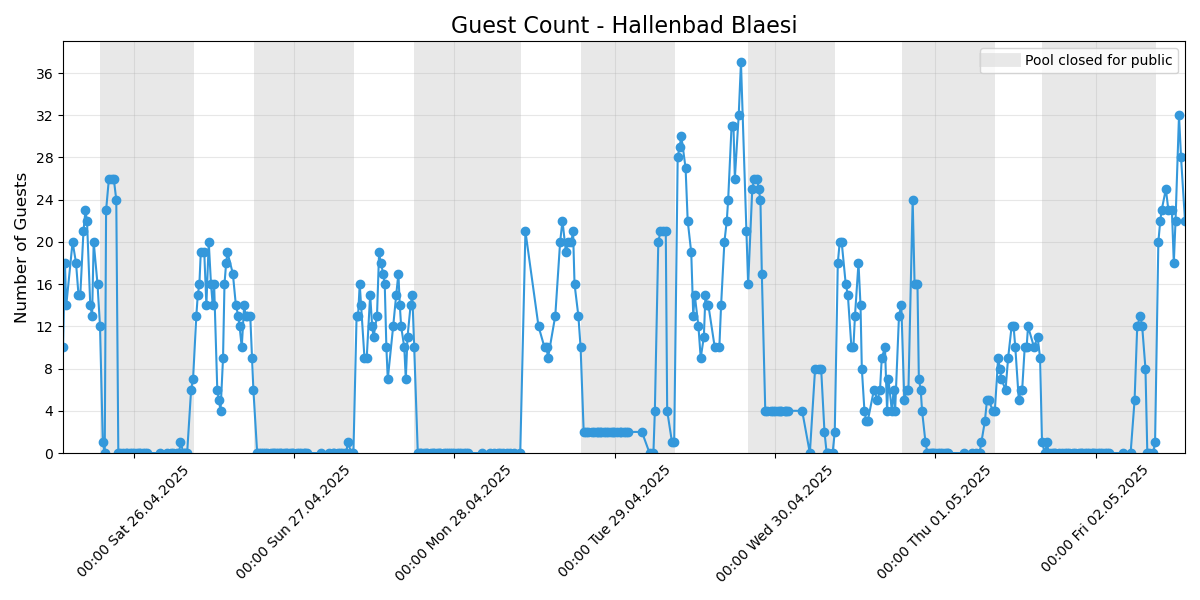 Guest Count - Hallenbad Blaesi
Pool closed for public
Number of Guests
36
32
28
24
20
16
12
8
4
0
00:00 Sat 26.04.2025
00:00 Sun 27.04.2025
00:00 Mon 28.04.2025
00:00 Tue 29.04.2025
00:00 Wed 30.04.2025
00:00 Thu 01.05.2025
00:00 Fri 02.05.2025